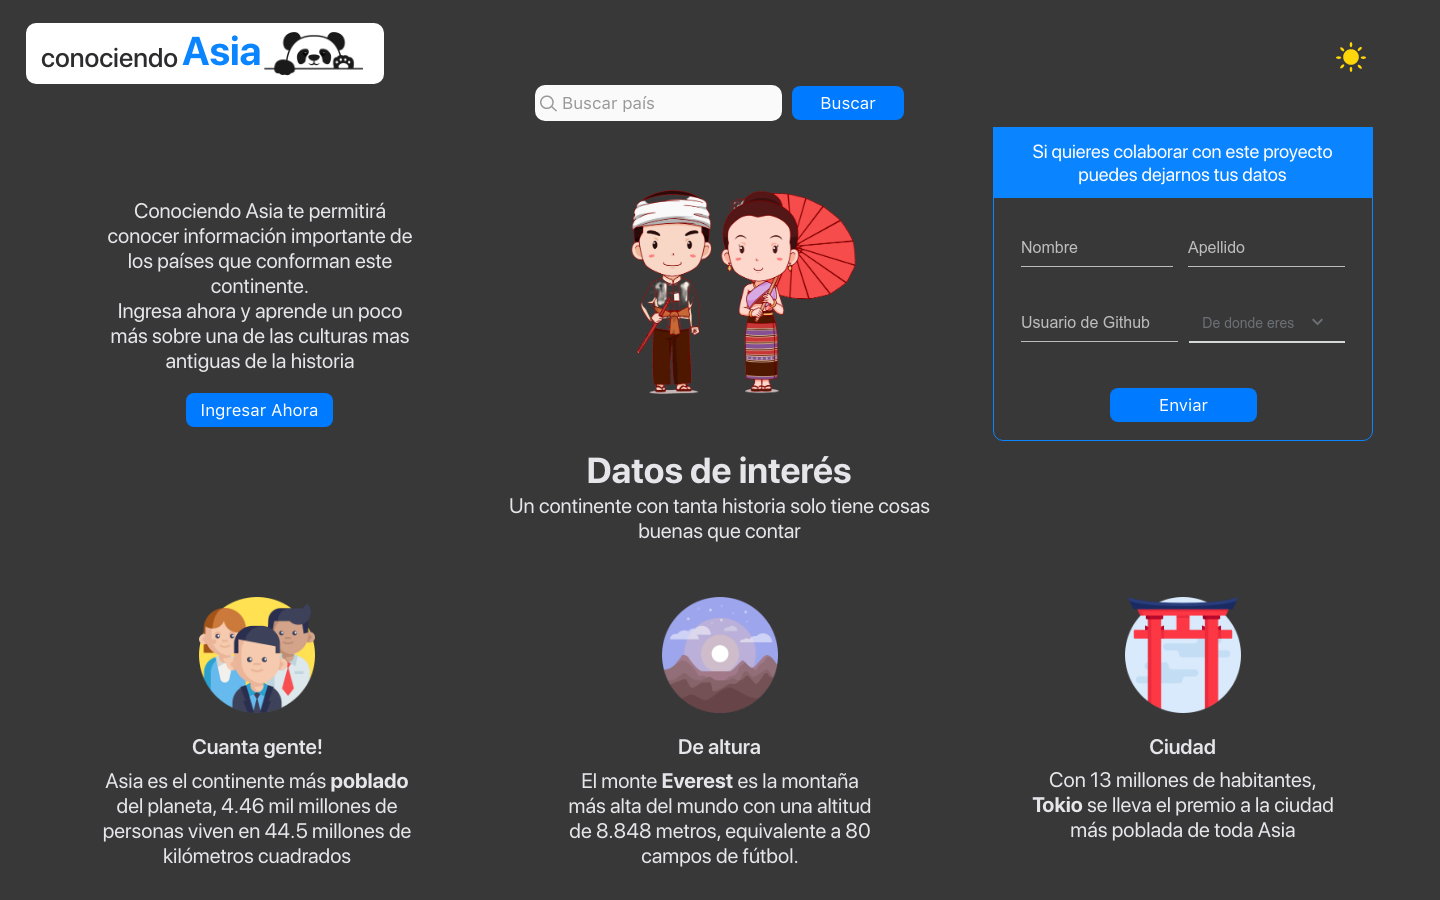 conociendo Asia
Buscar país
Buscar
Conociendo Asia te permitirá
conocer información importante de
los países que conforman este
continente.
Ingresa ahora y aprende un poco
más sobre una de las culturas mas
antiguas de la historia
Ingresar Ahora
Si quieres colaborar con este proyecto
puedes dejarnos tus datos
Nombre
Apellido
Usuario de Github
De donde eres
Enviar
Datos de interés
Un continente con tanta historia solo tiene cosas
buenas que contar
Cuanta gente!
Asia es el continente más poblado
del planeta, 4.46 mil millones de
personas viven en 44.5 millones de
kilómetros cuadrados
De altura
El monte Everest es la montaña
más alta del mundo con una altitud
de 8.848 metros, equivalente a 80
campos de fútbol.
Ciudad
Con 13 millones de habitantes,
Tokio se lleva el premio a la ciudad
más poblada de toda Asia